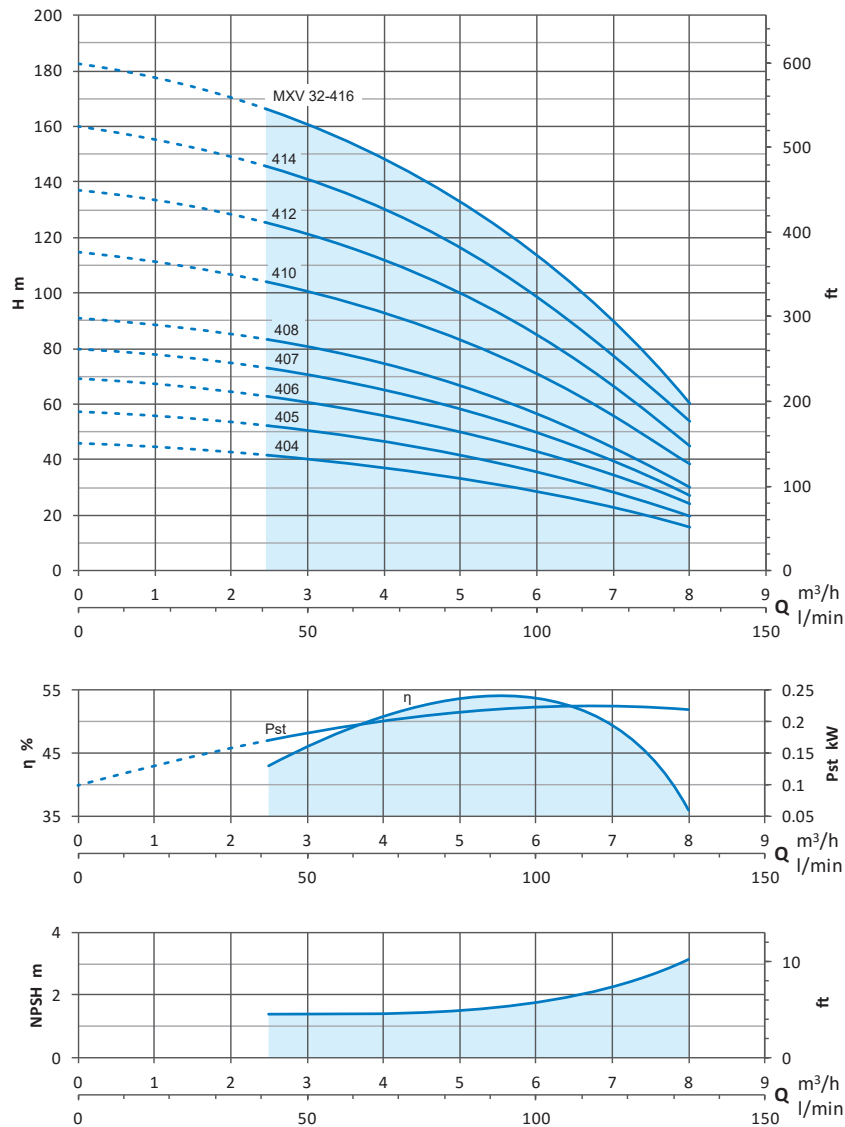 200
180
160
140
120
100
80
60
40
20
0
H m
MXV 32-416
414
412
410
408
407
406
405
404
600
500
400
300
200
100
0
ft
0 1 2 3 4 5 6 7 8 9 m³/h
Q
0 50 100 150 l/min
55
45
35
η %
Pst
η
0.25
0.2
0.15
0.1
0.05
Pst kW
0 1 2 3 4 5 6 7 8 9 m³/h
Q
0 50 100 150 l/min
4
2
0
NPSH m
10
0
ft
0 1 2 3 4 5 6 7 8 9 m³/h
Q
0 50 100 150 l/min